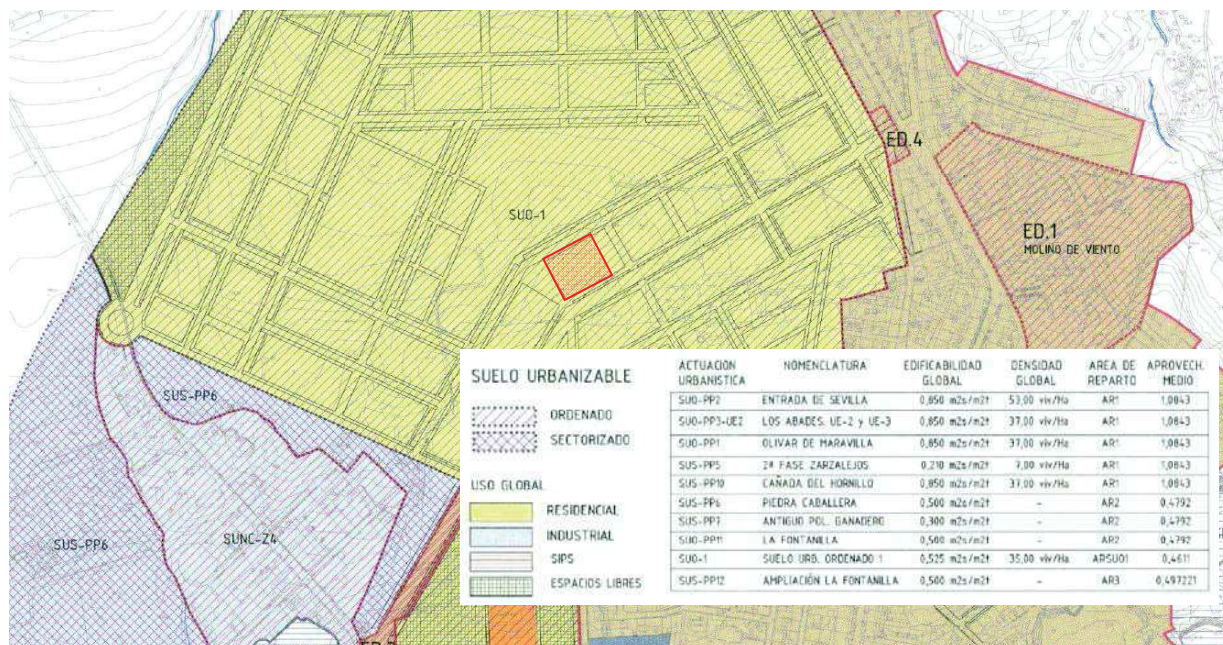 ED.4
SUO-1
ED.1
MOLINO DE VIENTO
SUS-PP6
SUS-PP6
SUNC-Z4
SUELO URBANIZABLE
ORDENADO
SECTORIZADO
USO GLOBAL
RESIDENCIAL
INDUSTRIAL
SIPS
ESPACIOS LIBRES
ACTUACION URBANISTICA NOMENCLATURA EDIFICABILIDAD GLOBAL DENSIDAD GLOBAL AREA DE REPARTO APROVECH. MEDIO
SUO-PP2 ENTRADA DE SEVILLA 0,850 m2s/m2t 53,00 viv/Ha AR1 1,0843
SUO-PP3-UE2 LOS ABADES. UE-2 y UE-3 0,850 m2s/m2t 37,00 viv/Ha AR1 1,0843
SUO-PP1 OLIVAR DE MARAVILLA 0,850 m2s/m2t 37,00 viv/Ha AR1 1,0843
SUS-PP5 2ª FASE ZARZALEJOS 0,210 m2s/m2t 7,00 viv/Ha AR1 1,0843
SUS-PP10 CAÑADA DEL HORNILLO 0,850 m2s/m2t 37,00 viv/Ha AR1 1,0843
SUS-PP6 PIEDRA CABALLERA 0,500 m2s/m2t - AR2 0,4792
SUS-PP7 ANTIGUO POL. GANADERO 0,300 m2s/m2t - AR2 0,4792
SUO-PP11 LA FONTANILLA 0,500 m2s/m2t - AR2 0,4792
SUO-1 SUELO URB. ORDENADO 1 0,525 m2s/m2t 35,00 viv/Ha ARSUO1 0,4611
SUS-PP12 AMPLIACIÓN LA FONTANILLA 0,500 m2s/m2t - AR3 0,497221